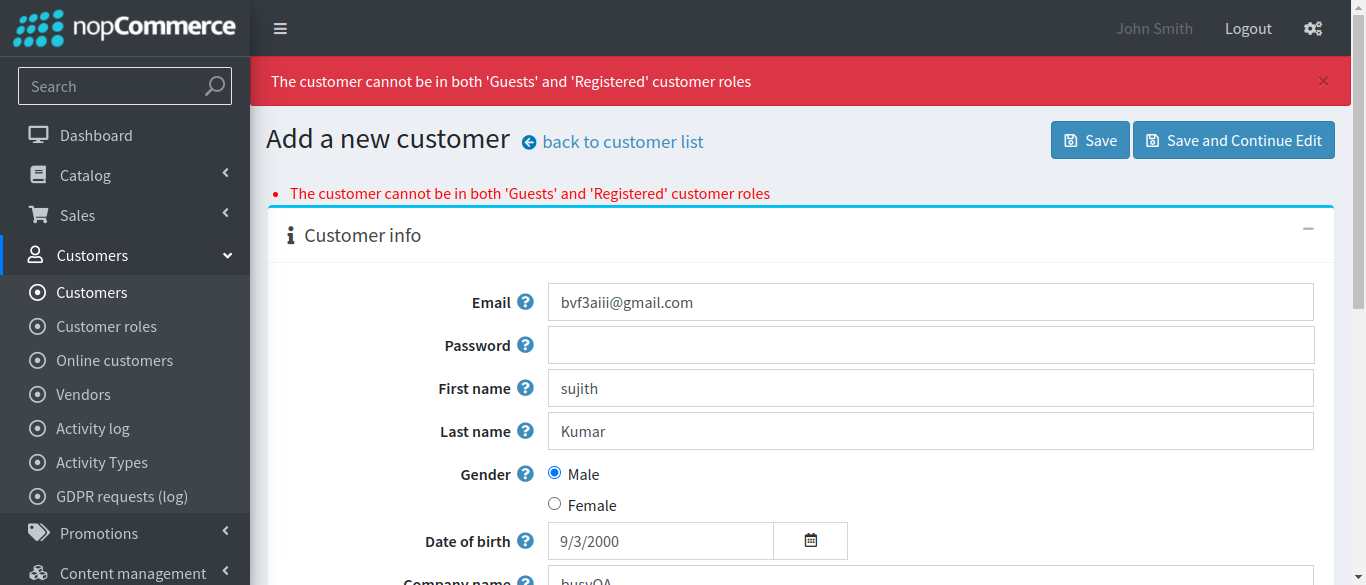 nopCommerce
John Smith
Logout
The customer cannot be in both 'Guests' and 'Registered' customer roles
×
Search
Add a new customer
back to customer list
Save
Save and Continue Edit
The customer cannot be in both 'Guests' and 'Registered' customer roles
Dashboard
Catalog
Sales
Customers
Customers
Customer roles
Online customers
Vendors
Activity log
Activity Types
GDPR requests (log)
Promotions
Content management
Customer info
Email bvf3aiii@gmail.com
Password
First name sujith
Last name Kumar
Gender Male
Female
Date of birth 9/3/2000
Company name busyQA